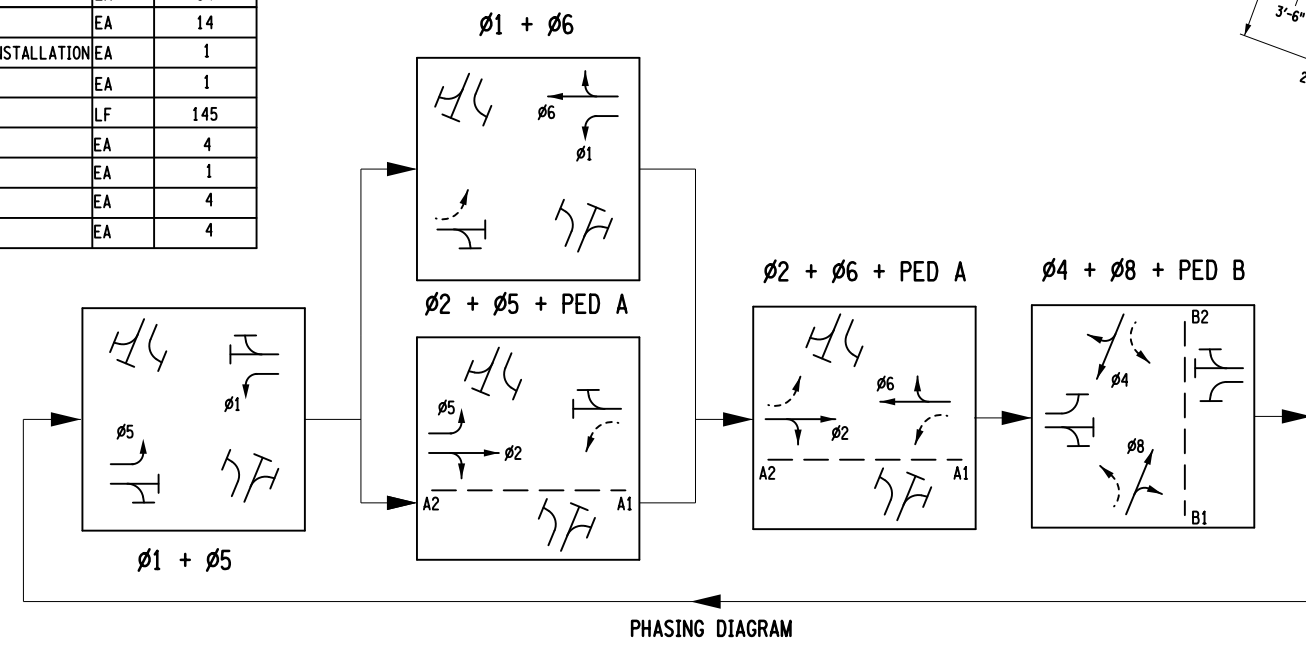 EA 14
NSTALLATION EA 1
EA 1
LF 145
EA 4
EA 1
EA 4
EA 4
3'-6"
2
Ø1 + Ø6
Ø6
Ø1
Ø2 + Ø5 + PED A
Ø5
Ø2
A2 A1
Ø1
Ø5
Ø1 + Ø5
Ø2 + Ø6 + PED A
Ø6
Ø2
A2 A1
Ø4 + Ø8 + PED B
B2
Ø4
Ø8
B1
PHASING DIAGRAM